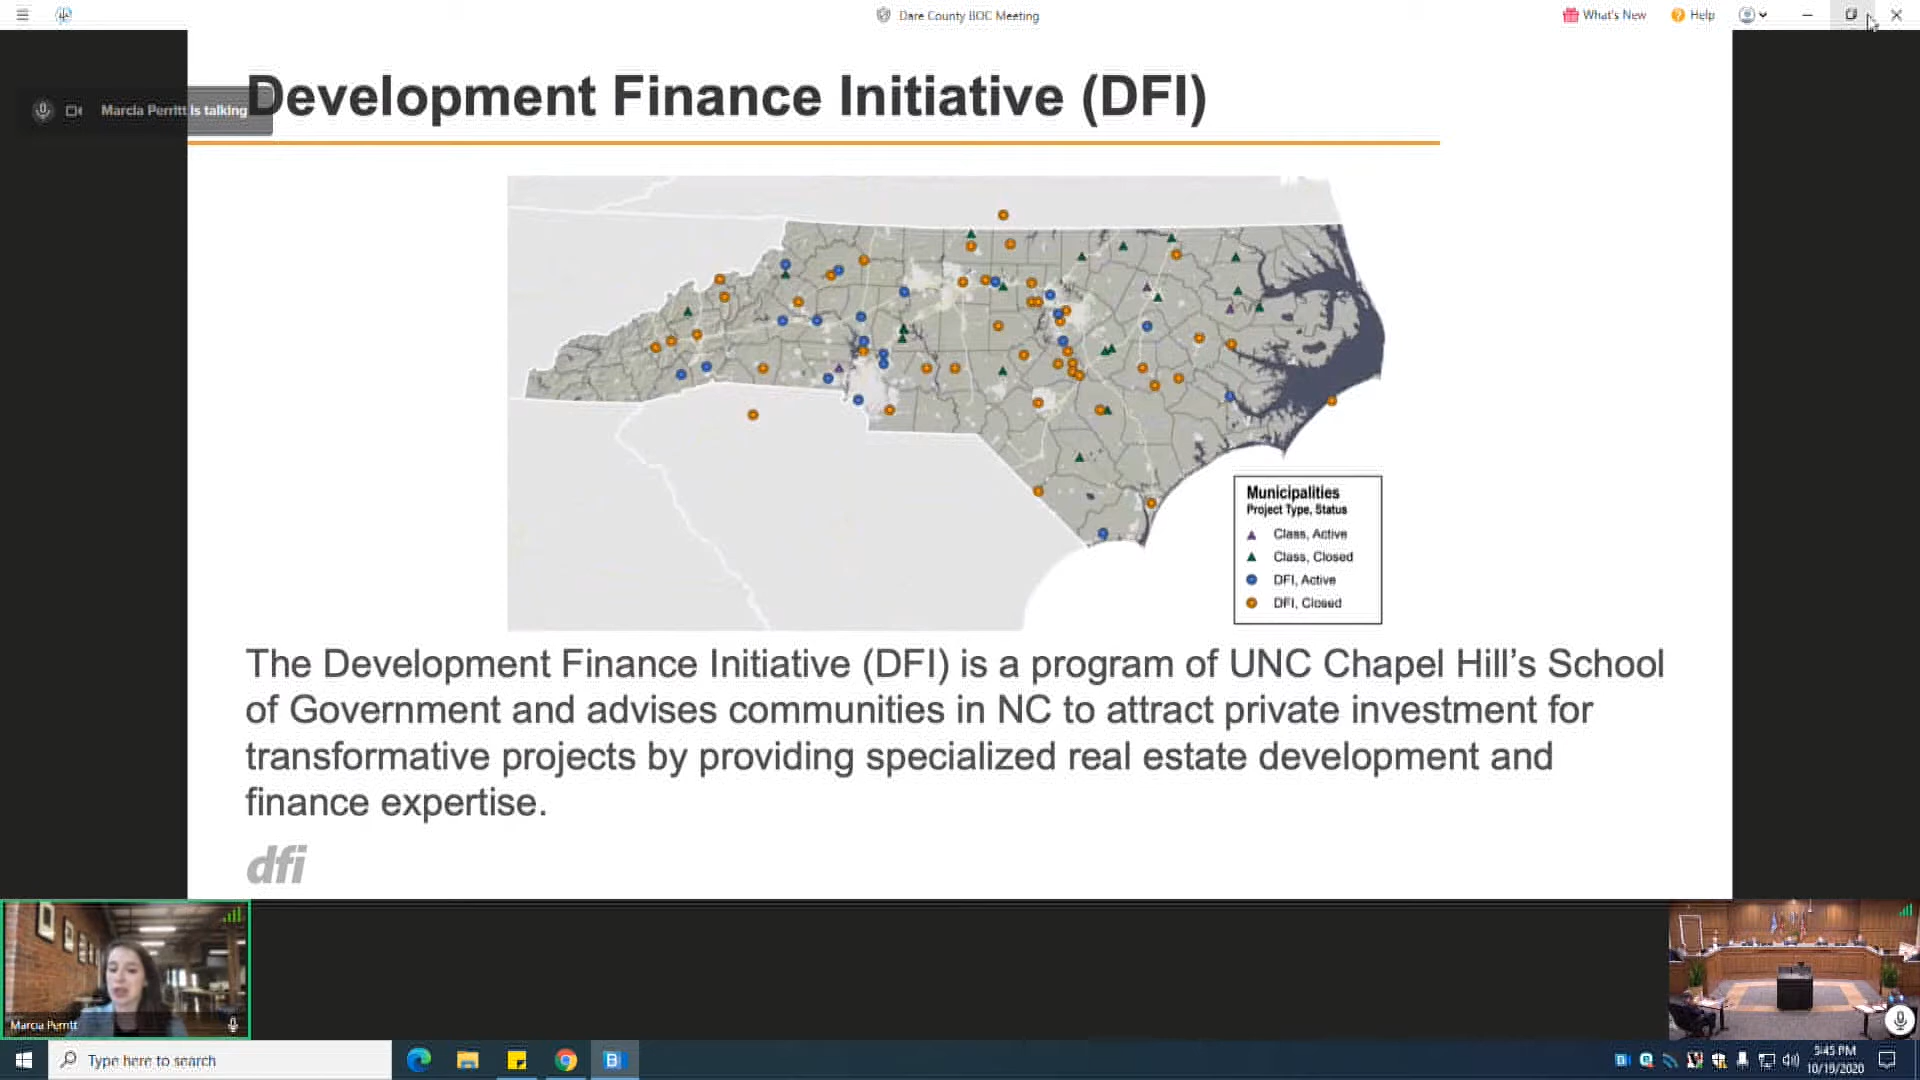 Dare County BOC Meeting
What's New
Help
Marcia Perritt is talking
Development Finance Initiative (DFI)
Municipalities
Project Type, Status
Class, Active
Class, Closed
DFI, Active
DFI, Closed
The Development Finance Initiative (DFI) is a program of UNC Chapel Hill's School
of Government and advises communities in NC to attract private investment for
transformative projects by providing specialized real estate development and
finance expertise.
dfi
Marcia Perritt
Type here to search
5:45 PM
10/19/2020